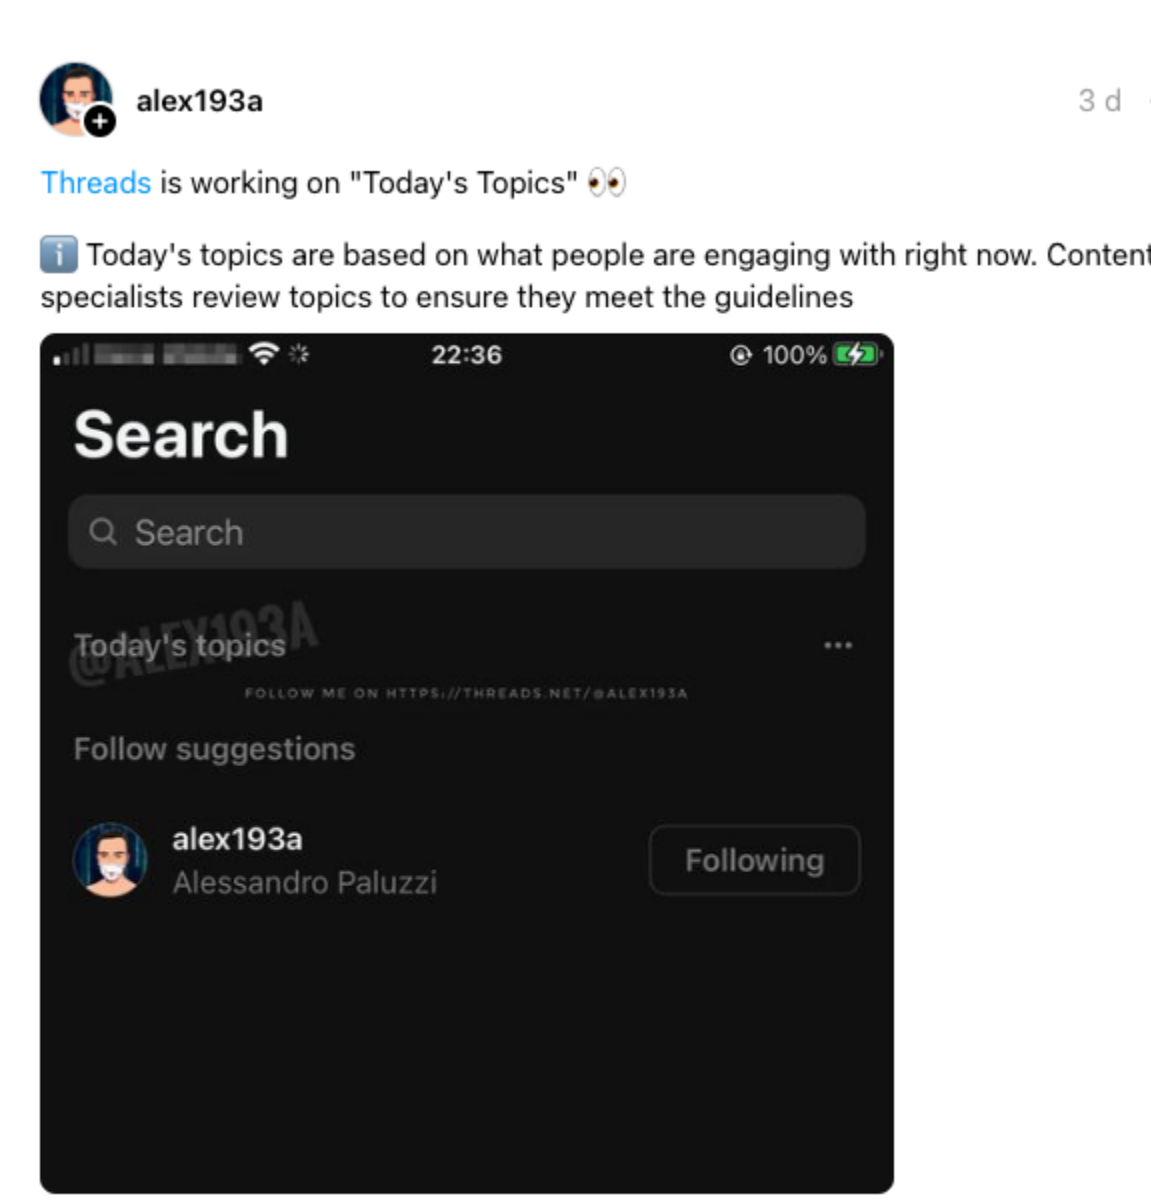 alex193a
3 d
Threads is working on "Today's Topics" 👀
ℹ️ Today's topics are based on what people are engaging with right now. Content
specialists review topics to ensure they meet the guidelines
22:36
100%
Search
Search
@ALEX193A
Today's topics
FOLLOW ME ON HTTPS://THREADS.NET/@ALEX193A
Follow suggestions
alex193a
Alessandro Paluzzi
Following